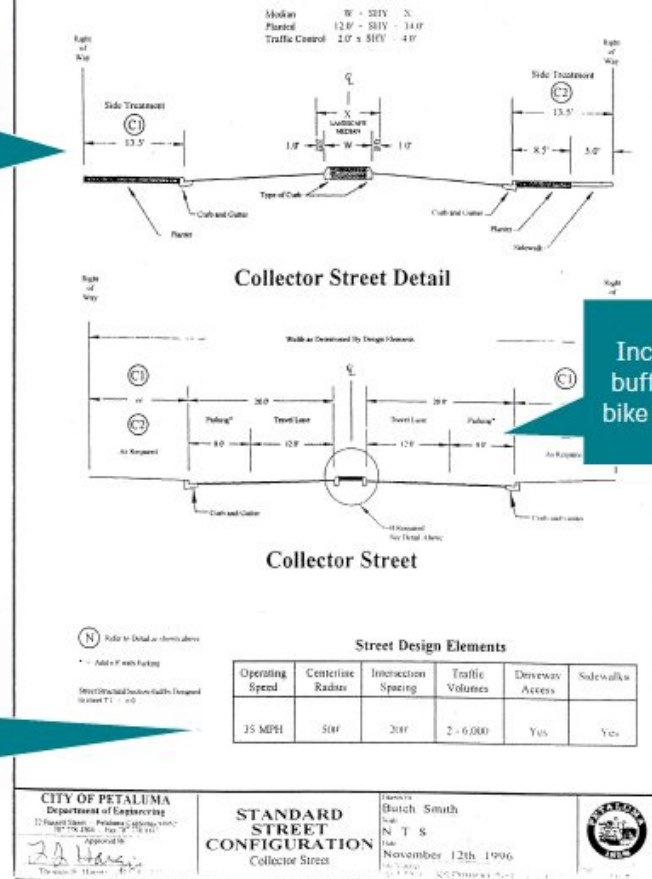 Median W - SHY X
Planted 12.0' - SHY - 14.0'
Traffic Control 2.0' x SHY - 4.0'
Right
of
Way
Right
of
Way
Side Treatment
C1
13.5'
℄
X
LANDSCAPE
MEDIAN
1.0'
W
1.0'
Side Treatment
C2
13.5'
8.5'
5.0'
Type of Curb
Curb and Gutter
Planter
Curb and Gutter
Planter
Sidewalk
Collector Street Detail
Right
of
Way
Right
of
Way
Width as Determined By Design Elements
C1
or
C2
As Required
℄
20.0'
20.0'
Parking*
Travel Lane
Travel Lane
Parking*
8.0'
12.0'
12.0'
8.0'
C1
As Require
Inc
buff
bike
Curb and Gutter
If Required
See Detail Above
Curb and Gutter
Collector Street
N Refer to Detail as shown above
Street Design Elements
Operating Speed
Centerline Radius
Intersection Spacing
Traffic Volumes
Driveway Access
Sidewalks
35 MPH
500'
200'
2 - 6,000
Yes
Yes
CITY OF PETALUMA
Department of Engineering
Approved By
STANDARD
STREET
CONFIGURATION
Collector Street
Butch Smith
Scale
N T S
Date
November 12th 1996
PETALUMA